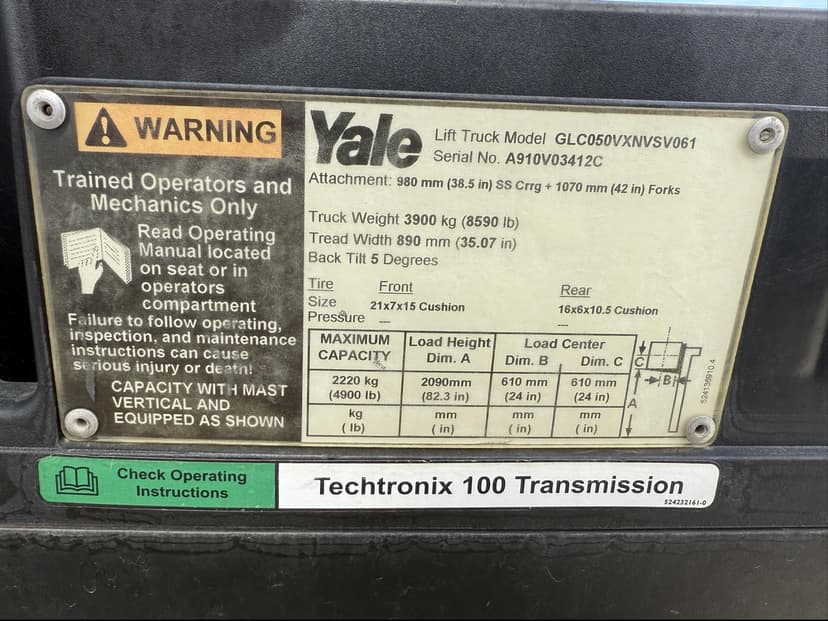 WARNING
Trained Operators and
Mechanics Only
Read Operating
Manual located
on seat or in
operators
compartment
Failure to follow operating,
inspection, and maintenance
instructions can cause
serious injury or death!
CAPACITY WITH MAST
VERTICAL AND
EQUIPPED AS SHOWN
Yale
Lift Truck Model GLC050VXNVSV061
Serial No. A910V03412C
Attachment: 980 mm (38.5 in) SS Crrg + 1070 mm (42 in) Forks
Truck Weight 3900 kg (8590 lb)
Tread Width 890 mm (35.07 in)
Back Tilt 5 Degrees
Tire Front Rear
Size 21x7x15 Cushion 16x6x10.5 Cushion
Pressure --- ---
MAXIMUM CAPACITY Load Height Dim. A Load Center Dim. B Dim. C
2220 kg 2090mm 610 mm 610 mm
(4900 lb) (82.3 in) (24 in) (24 in)
kg mm mm mm
( lb) ( in) ( in) ( in)
C
B
A
524136910.4
Check Operating
Instructions
Techtronix 100 Transmission
524232161-0